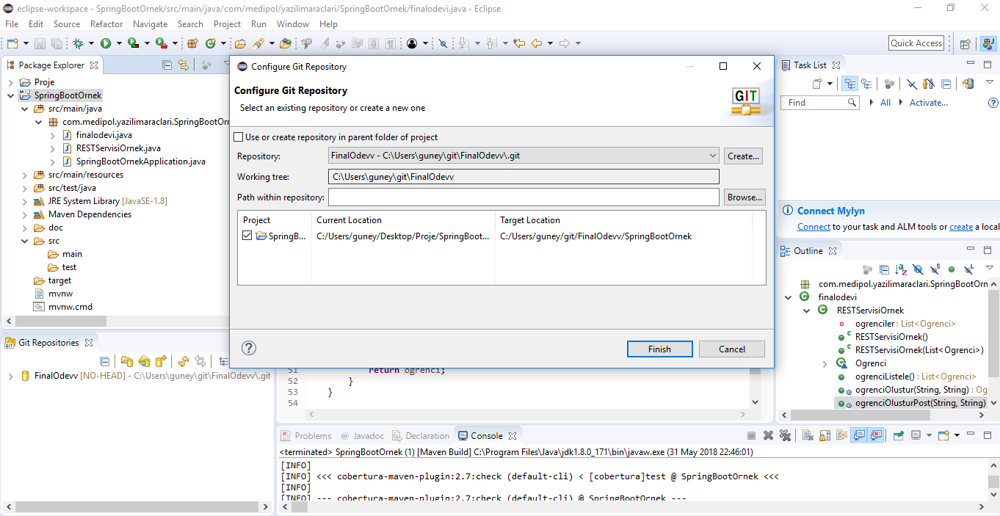 eclipse-workspace - SpringBootOrnek/src/main/java/com/medipol/yazilimaraclari/SpringBootOrnek/finalodevi.java - Eclipse
File Edit Source Refactor Navigate Search Project Run Window Help
Quick Access
Package Explorer
Proje
SpringBootOrnek
src/main/java
com.medipol.yazilimaraclari.SpringBootOrr
finalodevi.java
RESTServisiOrnek.java
SpringBootOrnekApplication.java
src/main/resources
src/test/java
JRE System Library [JavaSE-1.8]
Maven Dependencies
doc
src
main
test
target
mvnw
mvnw.cmd
Git Repositories
FinalOdevv [NO-HEAD] - C:\Users\guney\git\FinalOdevv\.git
Configure Git Repository
Configure Git Repository
Select an existing repository or create a new one
GIT
Use or create repository in parent folder of project
Repository: FinalOdevv - C:\Users\guney\git\FinalOdevv\.git Create...
Working tree: C:\Users\guney\git\FinalOdevv
Path within repository: Browse...
Project Current Location Target Location
SpringB... C:/Users/guney/Desktop/Proje/SpringBoot... C:/Users/guney/git/FinalOdevv/SpringBootOrnek
Finish Cancel
51 return ogrenci;
52 }
53 }
54
Task List
Find All Activate...
Connect Mylyn
Connect to your task and ALM tools or create a local
Outline
com.medipol.yazilimaraclari.SpringBootOrn
finalodevi
RESTServisiOrnek
ogrenciler : List<Ogrenci>
RESTServisiOrnek()
RESTServisiOrnek(List<Ogrenci>)
Ogrenci
ogrenciListele() : List<Ogrenci>
ogrenciOlustur(String, String) : Og
ogrenciOlusturPost(String, String)
Problems @ Javadoc Declaration Console
<terminated> SpringBootOrnek (1) [Maven Build] C:\Program Files\Java\jdk1.8.0_171\bin\javaw.exe (31 May 2018 22:46:01)
[INFO]
[INFO] <<< cobertura-maven-plugin:2.7:check (default-cli) < [cobertura]test @ SpringBootOrnek <<<
[INFO]
[INFO] --- cobertura-maven-plugin:2.7:check (default-cli) @ SpringBootOrnek ---